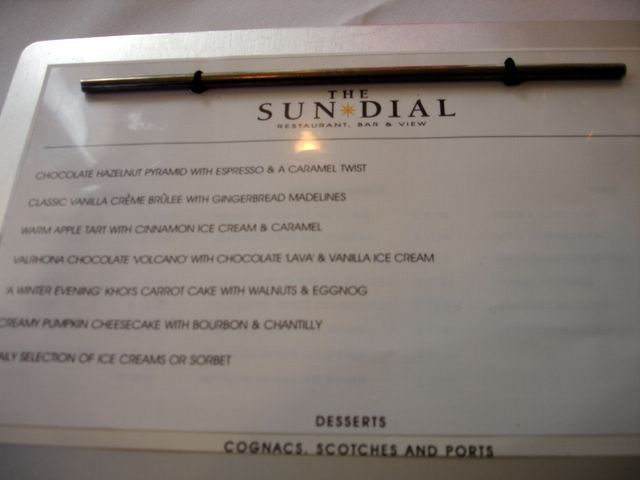 THE
SUN DIAL
RESTAURANT, BAR & VIEW
CHOCOLATE HAZELNUT PYRAMID WITH ESPRESSO & A CARAMEL TWIST
CLASSIC VANILLA CRÊME BRÛLEE WITH GINGERBREAD MADELINES
WARM APPLE TART WITH CINNAMON ICE CREAM & CARAMEL
VALRHONA CHOCOLATE 'VOLCANO' WITH CHOCOLATE 'LAVA' & VANILLA ICE CREAM
'A WINTER EVENING' KHOI'S CARROT CAKE WITH WALNUTS & EGGNOG
CREAMY PUMPKIN CHEESECAKE WITH BOURBON & CHANTILLY
AILY SELECTION OF ICE CREAMS OR SORBET
DESSERTS
COGNACS, SCOTCHES AND PORTS